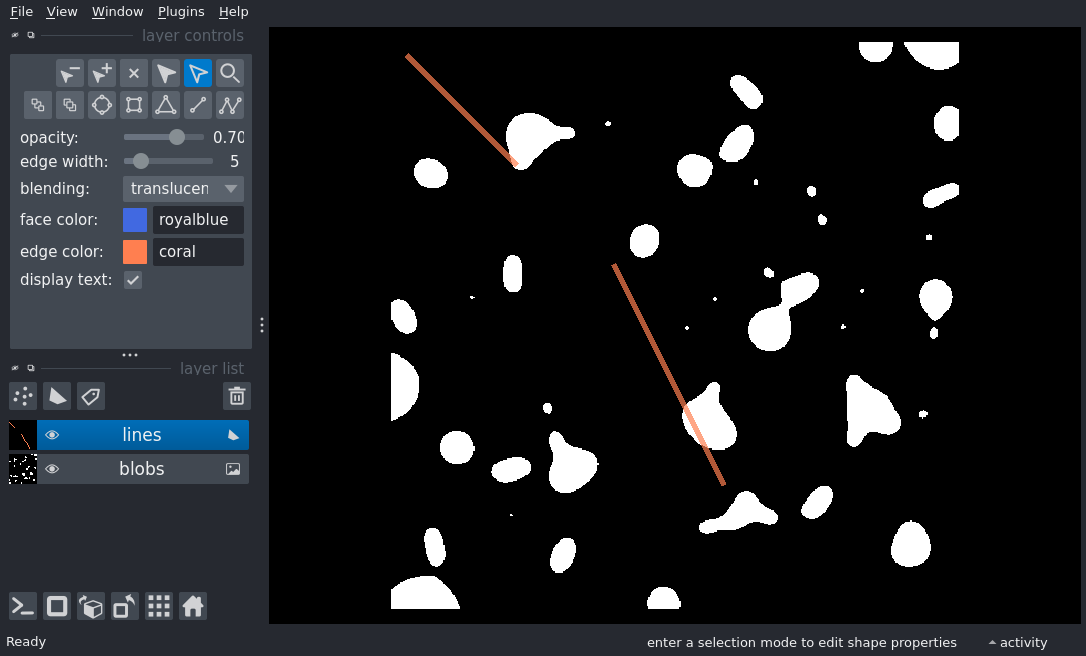 File View Window Plugins Help
layer controls
opacity: 0.70
edge width: 5
blending: translucen
face color: royalblue
edge color: coral
display text:
layer list
lines
blobs
Ready enter a selection mode to edit shape properties activity